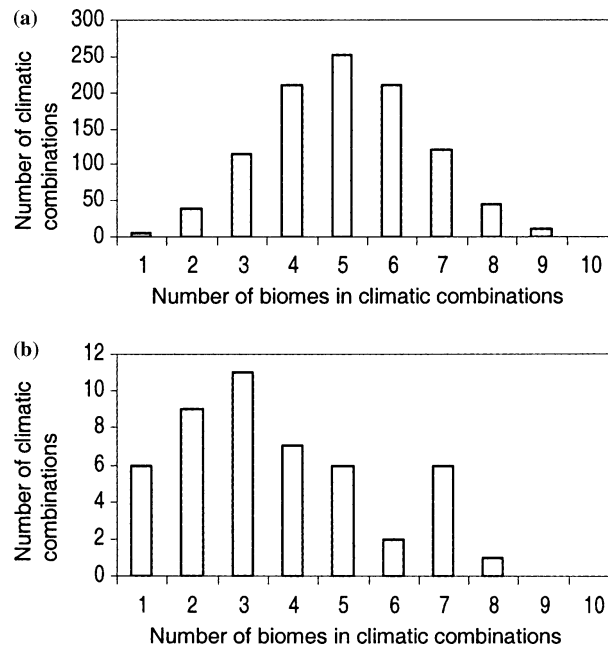 (a)
Number of climatic
combinations
300
250
200
150
100
50
0
1 2 3 4 5 6 7 8 9 10
Number of biomes in climatic combinations
(b)
Number of climatic
combinations
12
10
8
6
4
2
0
1 2 3 4 5 6 7 8 9 10
Number of biomes in climatic combinations